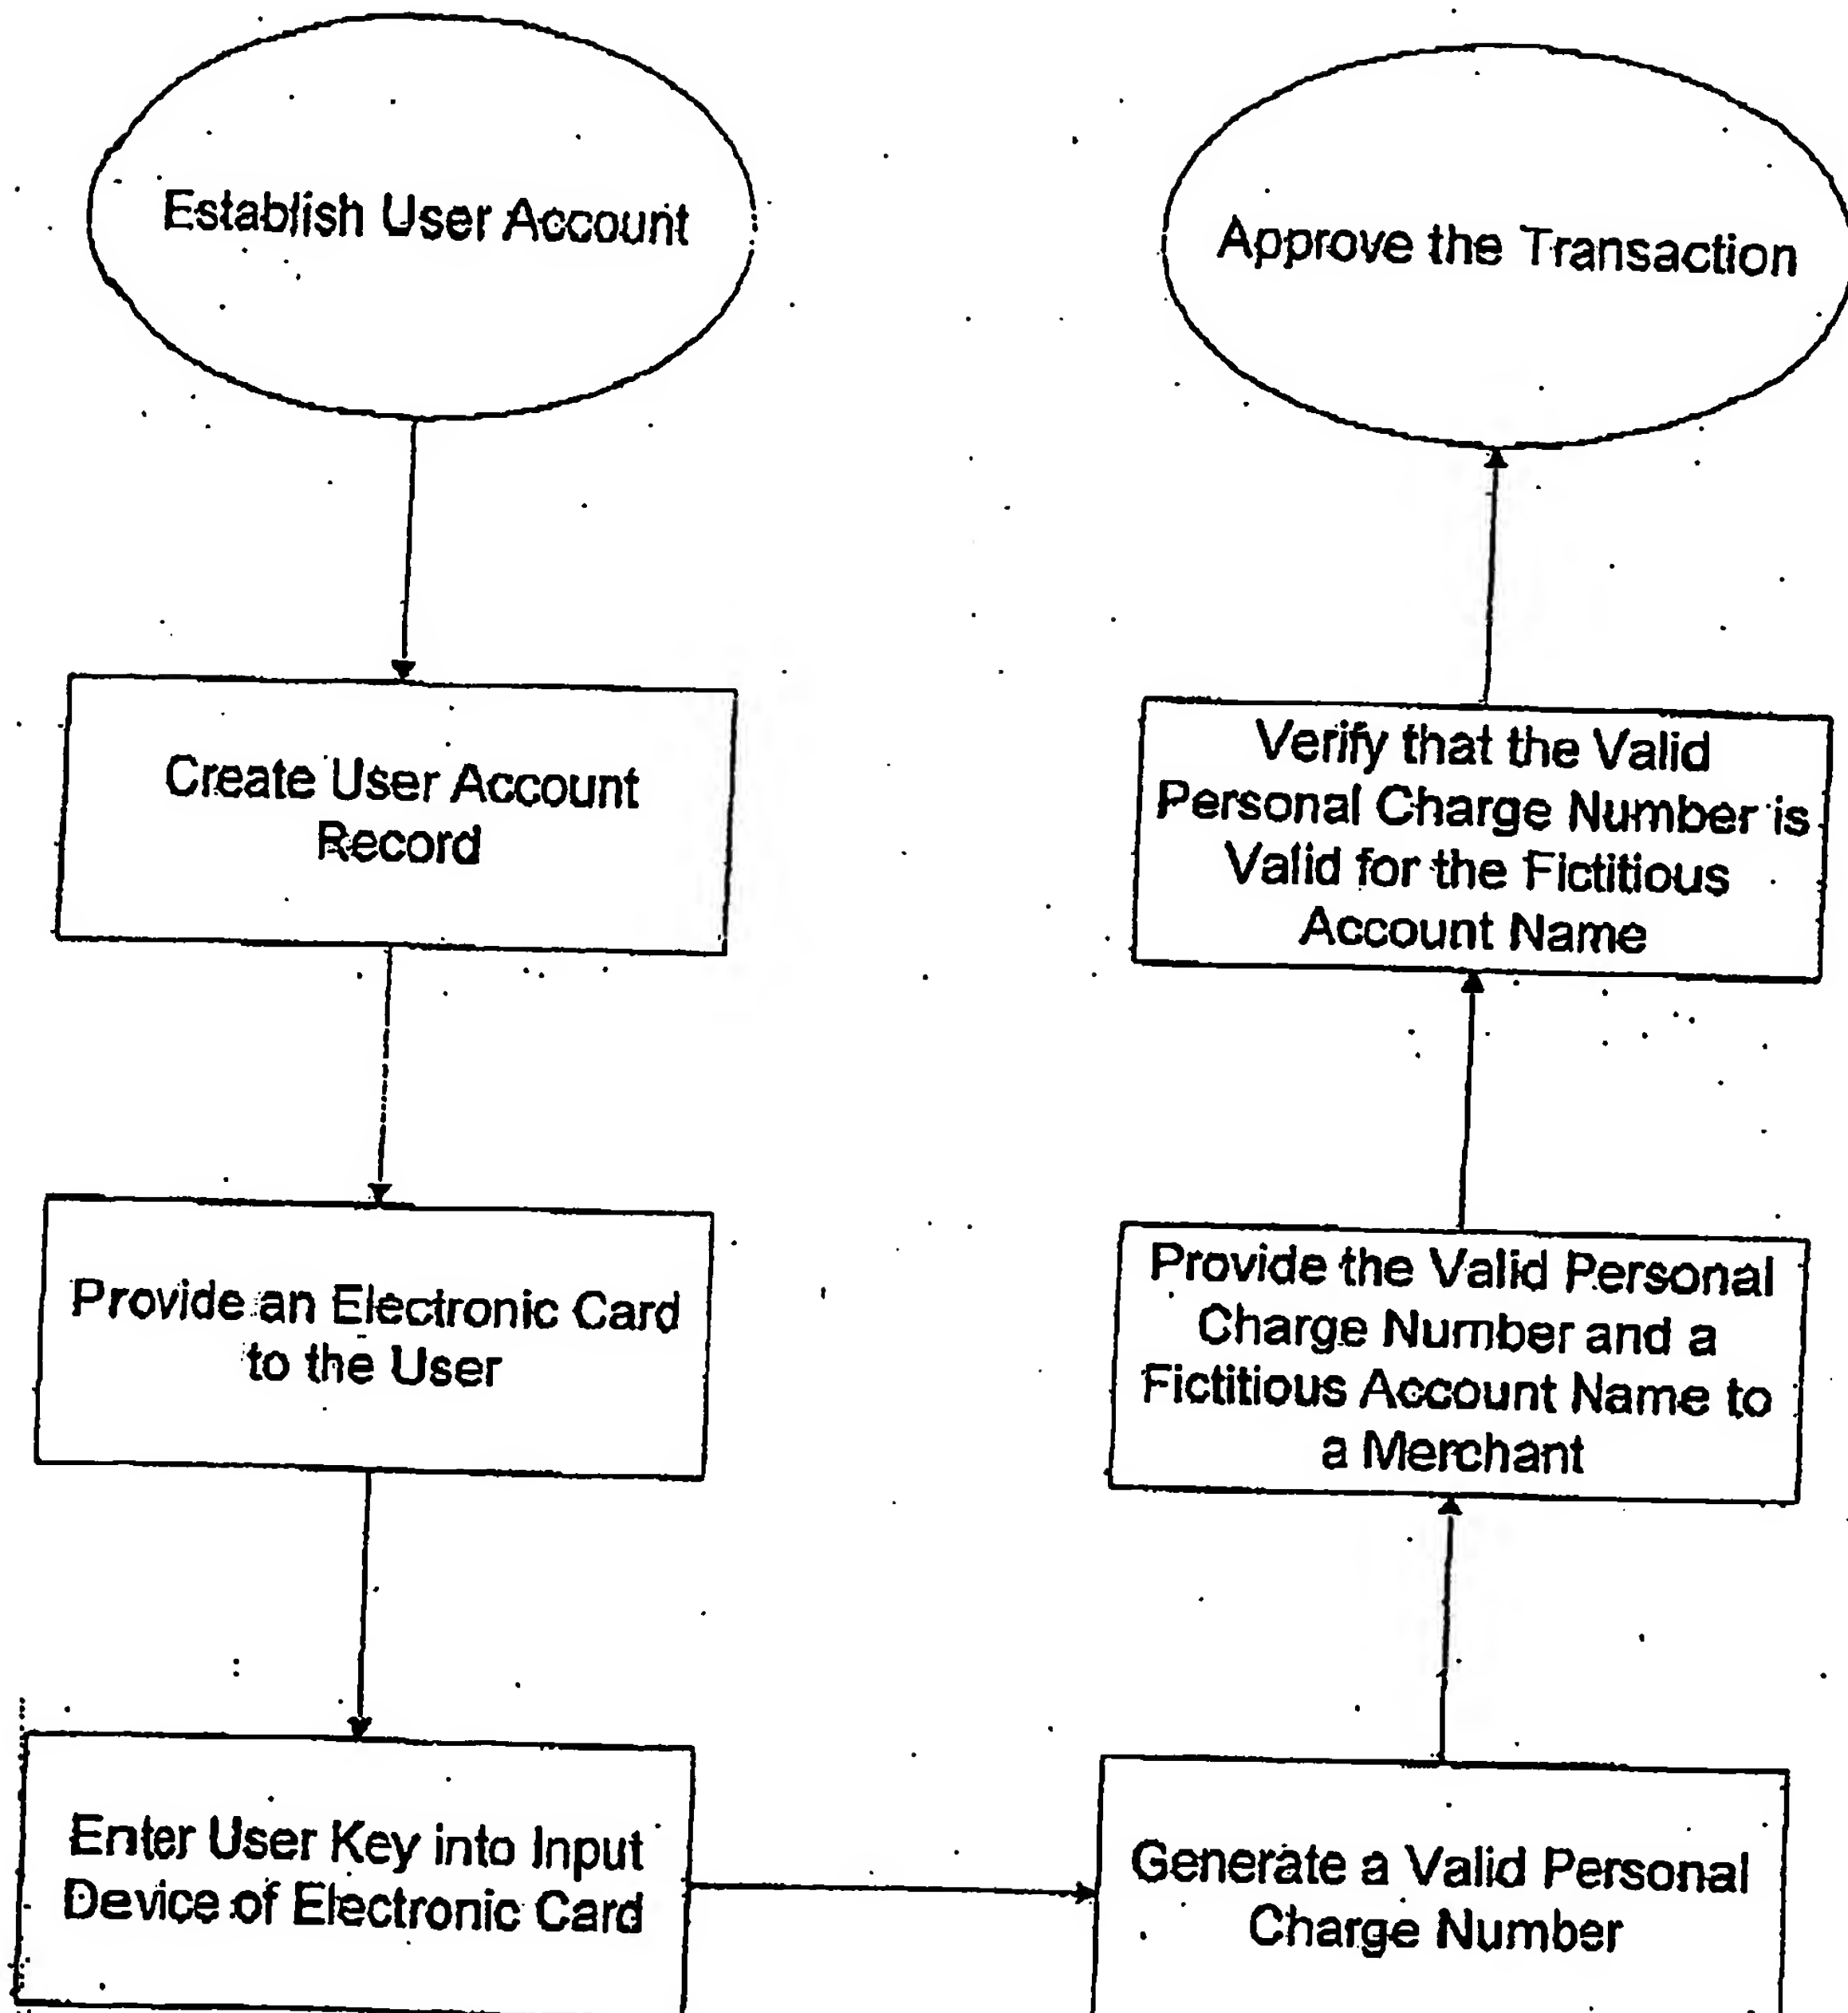 Establish User Account
Create User Account
Record
Provide an Electronic Card
to the User
Enter User Key into Input
Device of Electronic Card
Generate a Valid Personal
Charge Number
Provide the Valid Personal
Charge Number and a
Fictitious Account Name to
a Merchant
Verify that the Valid
Personal Charge Number is
Valid for the Fictitious
Account Name
Approve the Transaction